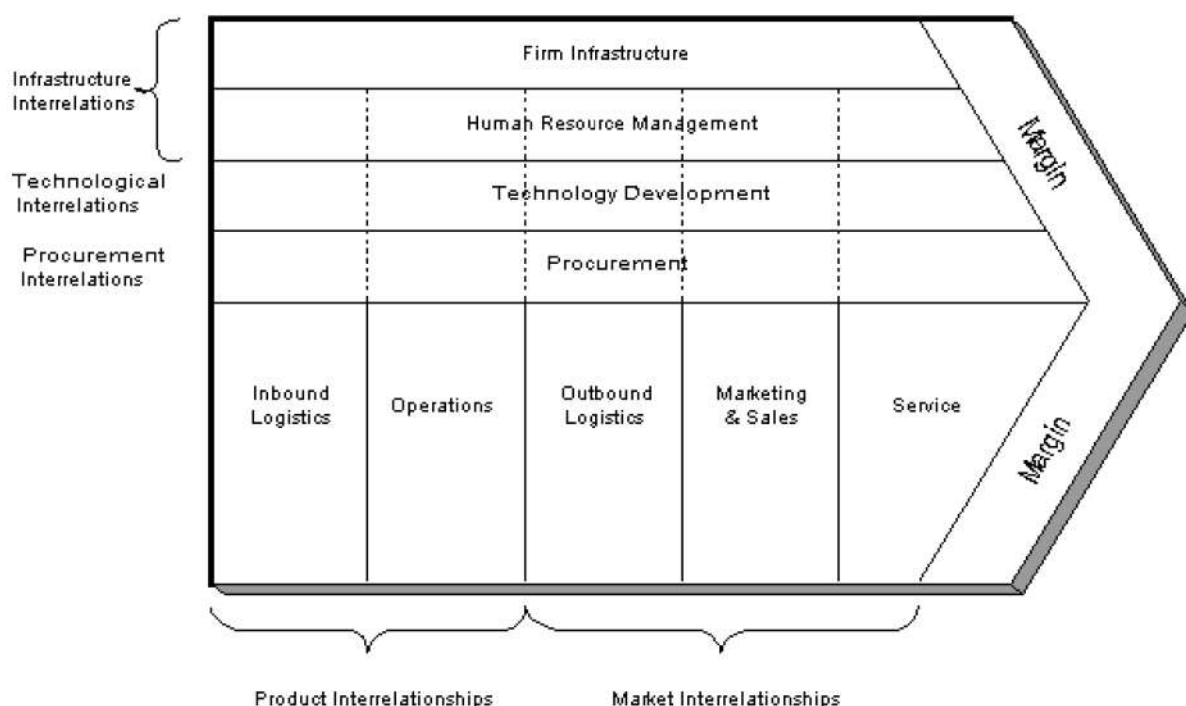 Firm Infrastructure
Infrastructure
Interrelations
Human Resource Management
Technological
Interrelations
Technology Development
Procurement
Interrelations
Procurement
Margin
Inbound
Logistics
Operations
Outbound
Logistics
Marketing
& Sales
Service
Margin
Product Interrelationships
Market Interrelationships